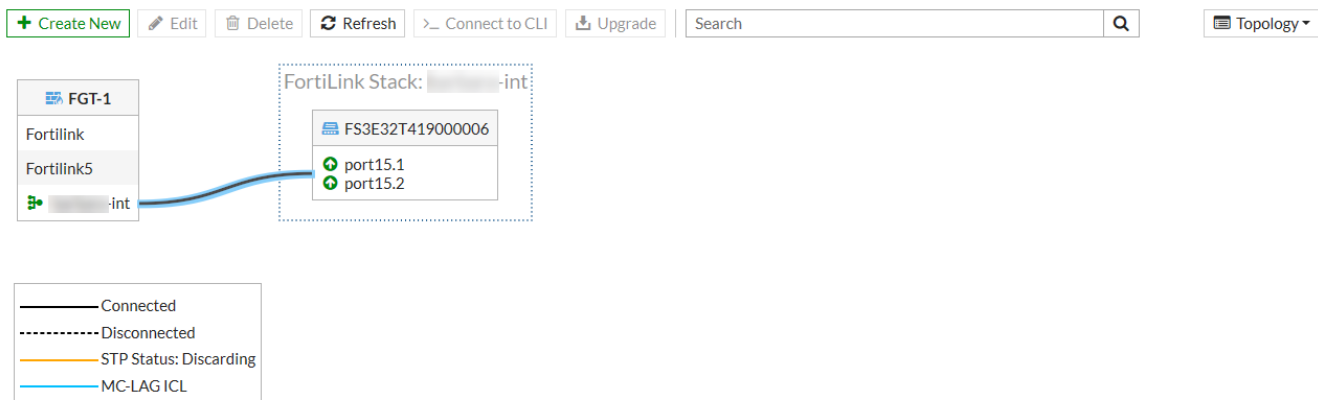 Create New Edit Delete Refresh Connect to CLI Upgrade Search Topology
FortiLink Stack: -int
FGT-1
Fortilink
Fortilink5
-int
FS3E32T419000006
port15.1
port15.2
Connected
Disconnected
STP Status: Discarding
MC-LAG ICL